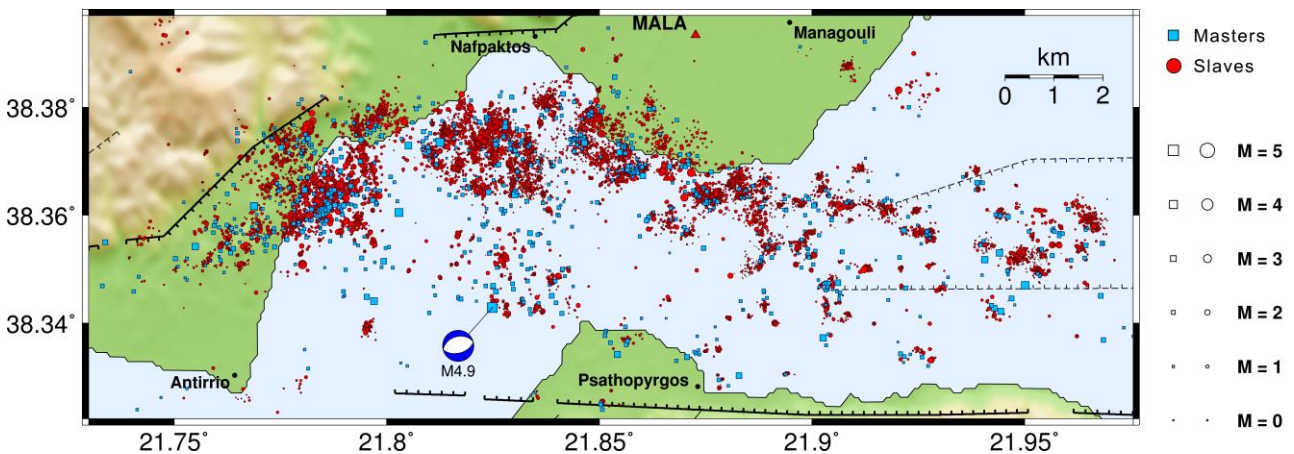 MALA
Nafpaktos
Managouli
km
0 1 2
Masters
Slaves
38.38°
38.36°
38.34°
M4.9
Antirrio
Psathopyrgos
M = 5
M = 4
M = 3
M = 2
M = 1
M = 0
21.75° 21.8° 21.85° 21.9° 21.95°